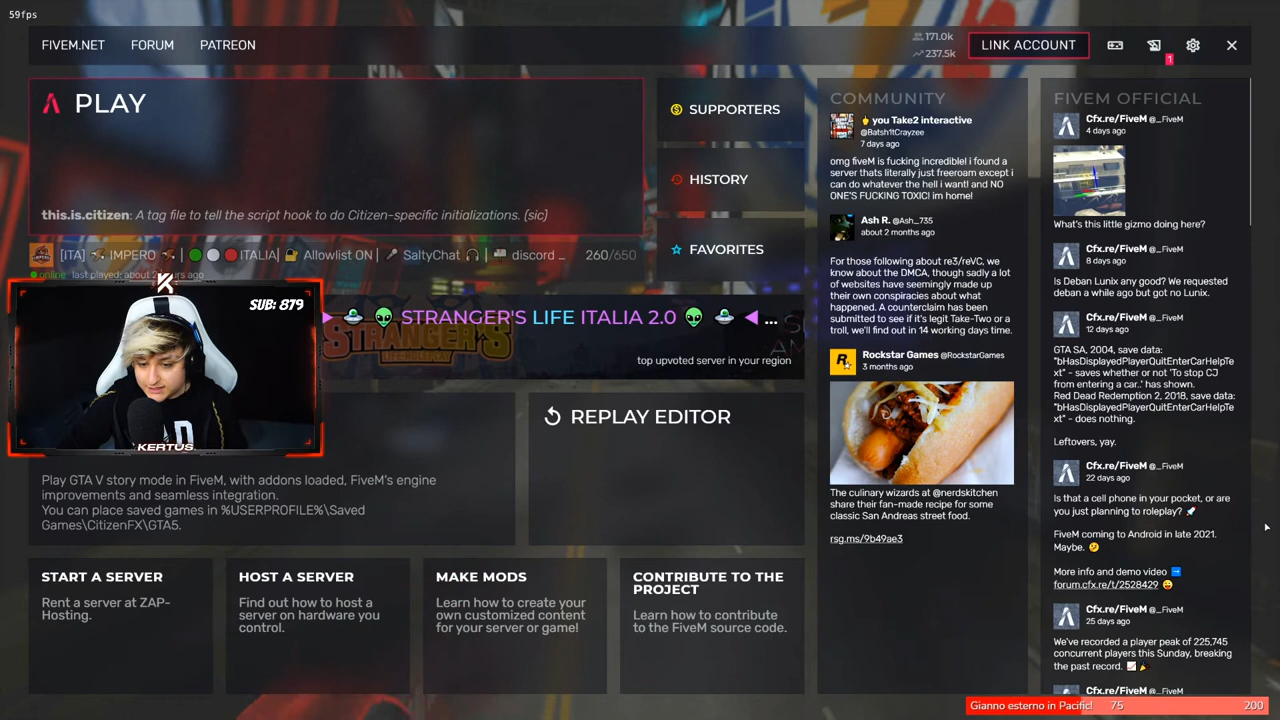 59fps
FIVEM.NET
FORUM
PATREON
171.0k
237.5k
LINK ACCOUNT
1
PLAY
this.is.citizen: A tag file to tell the script hook to do Citizen-specific initializations. (sic)
[ITA] IMPERO | ITALIA| Allowlist ON | SaltyChat | discord _ 260/650
online last played: about 2 ago
SUPPORTERS
HISTORY
FAVORITES
SUB: 879
KERTUS
STRANGER'S LIFE ITALIA 2.0 ...
STRANGER'S
top upvoted server in your region
Play GTA V story mode in FiveM, with addons loaded, FiveM's engine
improvements and seamless integration.
You can place saved games in %USERPROFILE%\Saved
Games\CitizenFX\GTA5.
REPLAY EDITOR
START A SERVER
Rent a server at ZAP-
Hosting.
HOST A SERVER
Find out how to host a
server on hardware you
control.
MAKE MODS
Learn how to create your
own customized content
for your server or game!
CONTRIBUTE TO THE
PROJECT
Learn how to contribute
to the FiveM source code.
COMMUNITY
🖕you Take2 interactive
@Batsh1tCrayzee
7 days ago
omg fiveM is fucking incredible! i found a
server thats literally just freeroam except i
can do whatever the hell i want! and NO
ONE'S FUCKING TOXIC! im home!
Ash R. @Ash_735
about 2 months ago
For those following about re3/reVC, we
know about the DMCA, though sadly a lot
of websites have seemingly made up
their own conspiracies about what
happened. A counterclaim has been
submitted to see if it's legit Take-Two or a
troll, we'll find out in 14 working days time.
Rockstar Games @RockstarGames
3 months ago
The culinary wizards at @nerdskitchen
share their fan-made recipe for some
classic San Andreas street food.
rsg.ms/9b49ae3
FIVEM OFFICIAL
Cfx.re/FiveM @_FiveM
4 days ago
What's this little gizmo doing here?
Cfx.re/FiveM @_FiveM
8 days ago
Is Deban Lunix any good? We requested
deban a while ago but got no Lunix.
Cfx.re/FiveM @_FiveM
12 days ago
GTA SA, 2004, save data:
"bHasDisplayedPlayerQuitEnterCarHelpTe
xt" - saves whether or not 'To stop CJ
from entering a car..' has shown.
Red Dead Redemption 2, 2018, save data:
"bHasDisplayedPlayerQuitEnterCarHelpTe
xt" - does nothing.
Leftovers, yay.
Cfx.re/FiveM @_FiveM
22 days ago
Is that a cell phone in your pocket, or are
you just planning to roleplay? 🚀
FiveM coming to Android in late 2021.
Maybe. 🤔
More info and demo video ➡️
forum.cfx.re/t/2528429 😄
Cfx.re/FiveM @_FiveM
25 days ago
We've recorded a player peak of 225,745
concurrent players this Sunday, breaking
the past record. 📈 🎉
Cfx.re/FiveM @_FiveM
Gianno esterno in Pacific! 75 200